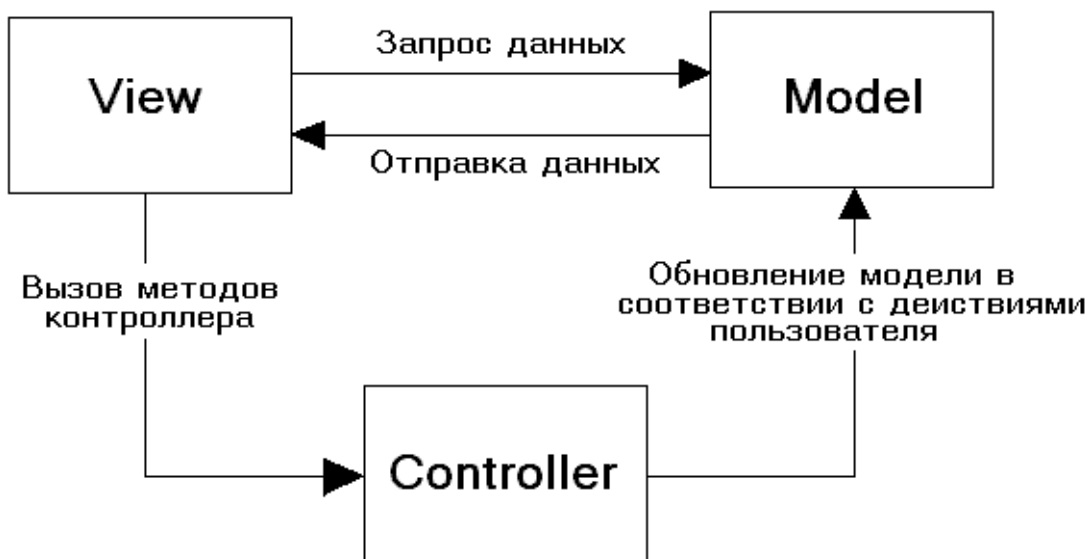 Запрос данных
View
Model
Отправка данных
Вызов методов
контроллера
Обновление модели в
соответствии с деиствиями
пользователя
Controller